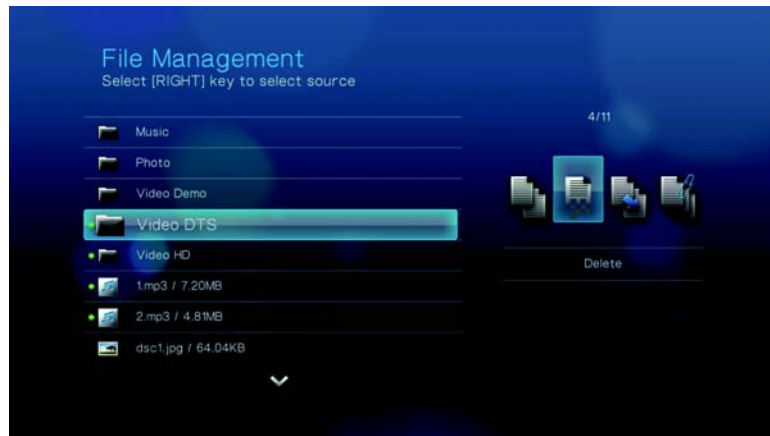 File Management
Select [RIGHT] key to select source
4/11
Music
Photo
Video Demo
Video DTS
Video HD
Delete
1.mp3 / 7.20MB
2.mp3 / 4.81MB
dsc1.jpg / 64.04KB